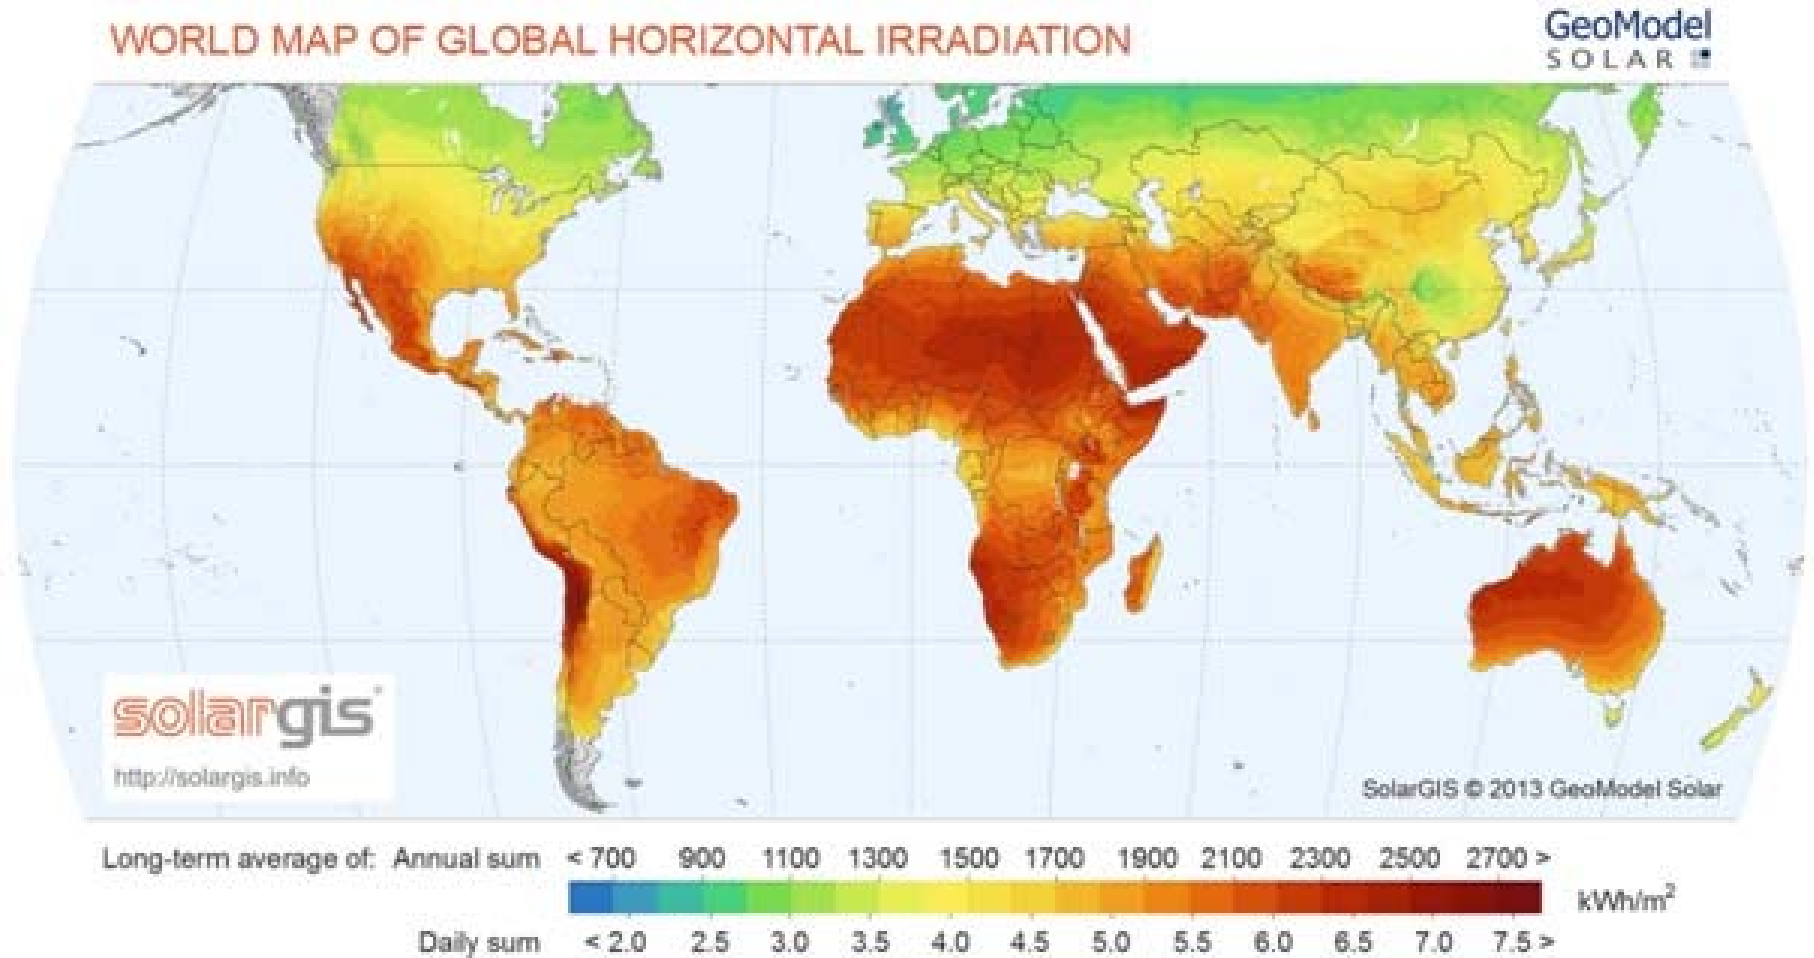 WORLD MAP OF GLOBAL HORIZONTAL IRRADIATION
GeoModel
SOLAR
solargis
http://solargis.info
SolarGIS © 2013 GeoModel Solar
Long-term average of: Annual sum < 700 900 1100 1300 1500 1700 1900 2100 2300 2500 2700 >
kWh/m²
Daily sum < 2.0 2.5 3.0 3.5 4.0 4.5 5.0 5.5 6.0 6.5 7.0 7.5 >